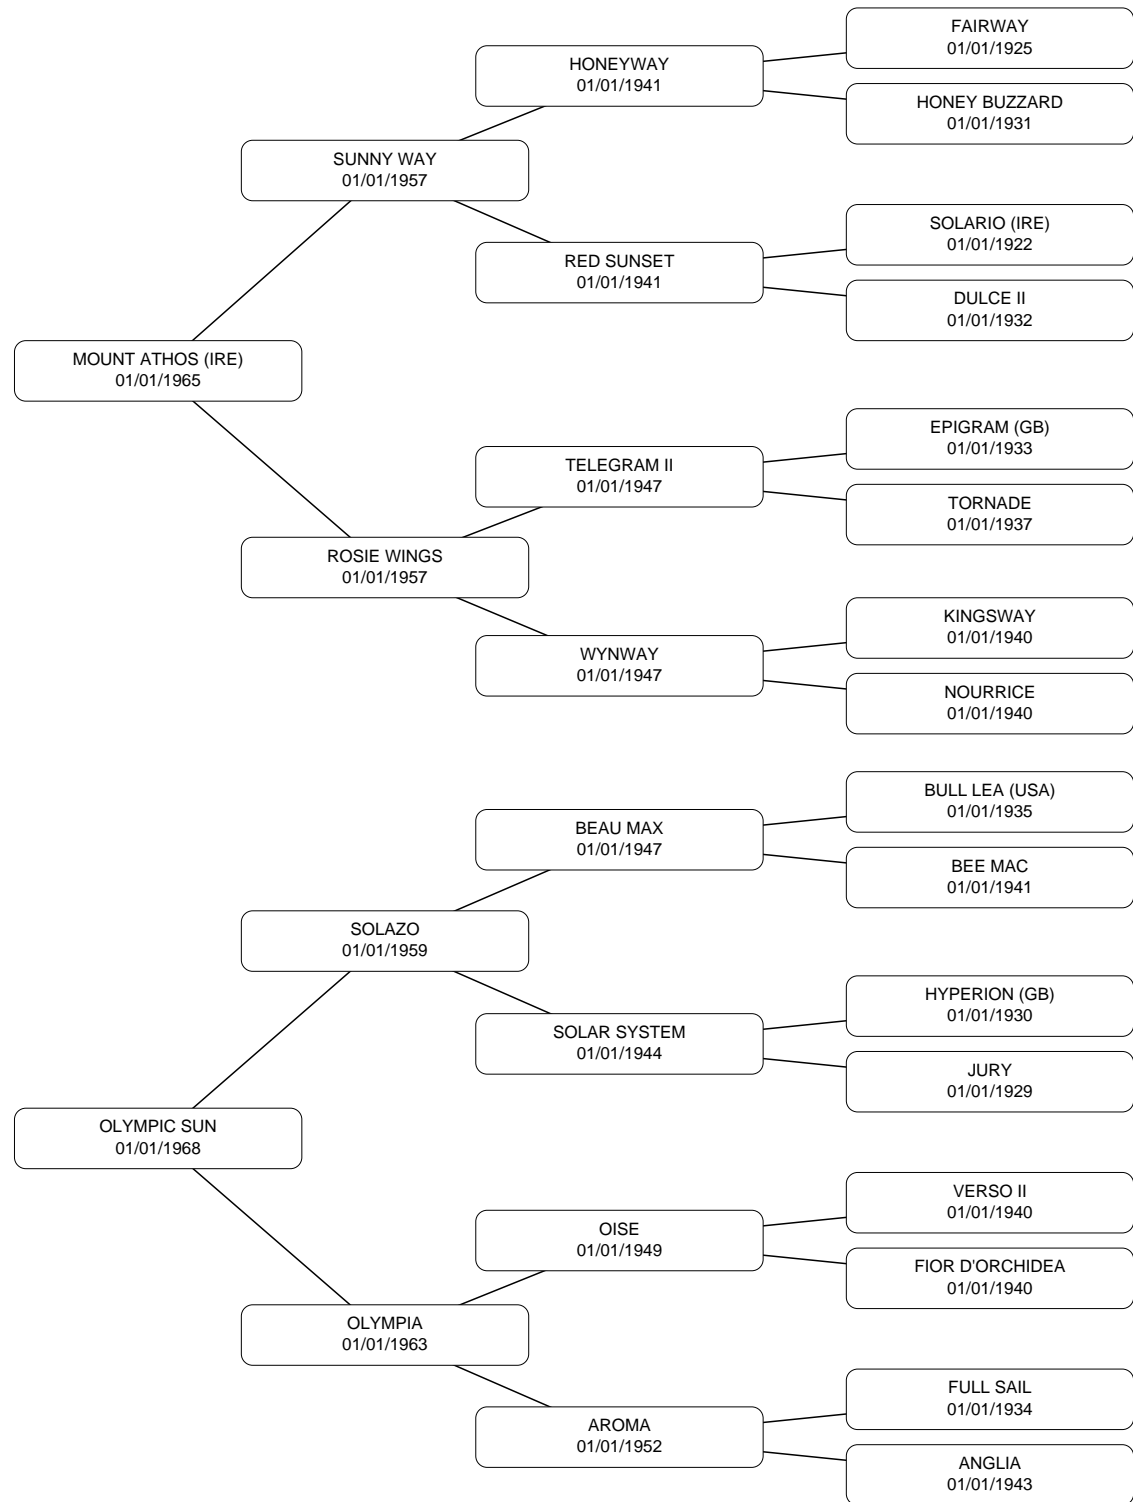 FAIRWAY
01/01/1925
HONEYWAY
01/01/1941
HONEY BUZZARD
01/01/1931
SUNNY WAY
01/01/1957
SOLARIO (IRE)
01/01/1922
RED SUNSET
01/01/1941
DULCE II
01/01/1932
MOUNT ATHOS (IRE)
01/01/1965
EPIGRAM (GB)
01/01/1933
TELEGRAM II
01/01/1947
TORNADE
01/01/1937
ROSIE WINGS
01/01/1957
KINGSWAY
01/01/1940
WYNWAY
01/01/1947
NOURRICE
01/01/1940
BULL LEA (USA)
01/01/1935
BEAU MAX
01/01/1947
BEE MAC
01/01/1941
SOLAZO
01/01/1959
HYPERION (GB)
01/01/1930
SOLAR SYSTEM
01/01/1944
JURY
01/01/1929
OLYMPIC SUN
01/01/1968
VERSO II
01/01/1940
OISE
01/01/1949
FIOR D'ORCHIDEA
01/01/1940
OLYMPIA
01/01/1963
FULL SAIL
01/01/1934
AROMA
01/01/1952
ANGLIA
01/01/1943